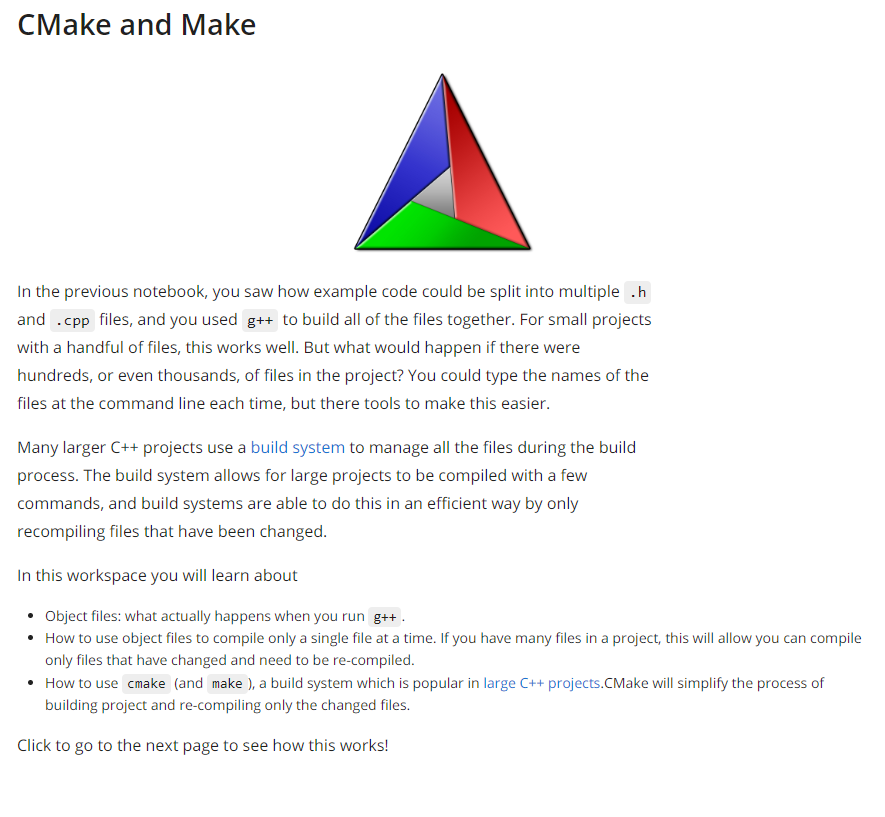 CMake and Make
In the previous notebook, you saw how example code could be split into multiple .h
and .cpp files, and you used g++ to build all of the files together. For small projects
with a handful of files, this works well. But what would happen if there were
hundreds, or even thousands, of files in the project? You could type the names of the
files at the command line each time, but there tools to make this easier.
Many larger C++ projects use a build system to manage all the files during the build
process. The build system allows for large projects to be compiled with a few
commands, and build systems are able to do this in an efficient way by only
recompiling files that have been changed.
In this workspace you will learn about
• Object files: what actually happens when you run g++ .
• How to use object files to compile only a single file at a time. If you have many files in a project, this will allow you can compile
only files that have changed and need to be re-compiled.
• How to use cmake (and make ), a build system which is popular in large C++ projects.CMake will simplify the process of
building project and re-compiling only the changed files.
Click to go to the next page to see how this works!